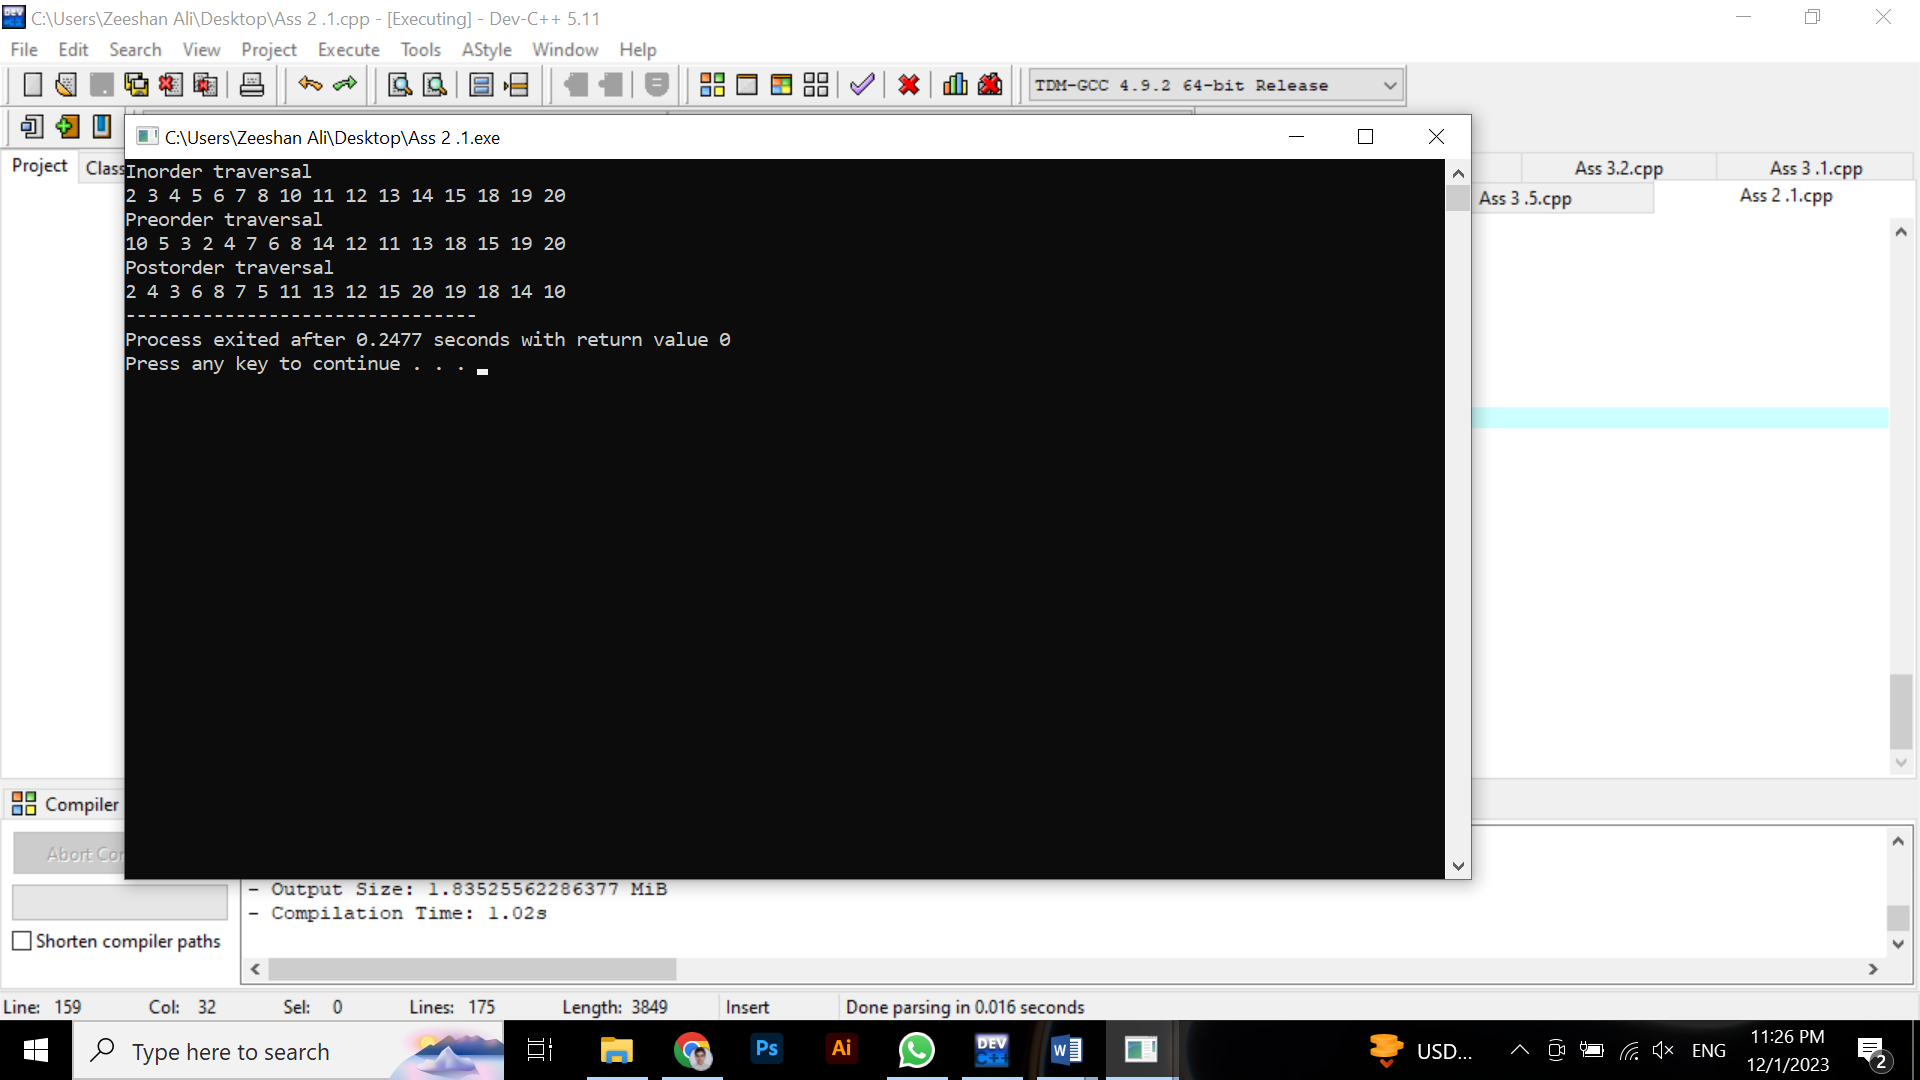 C:\Users\Zeeshan Ali\Desktop\Ass 2 .1.cpp - [Executing] - Dev-C++ 5.11
File Edit Search View Project Execute Tools AStyle Window Help
TDM-GCC 4.9.2 64-bit Release
C:\Users\Zeeshan Ali\Desktop\Ass 2 .1.exe
Project Class
Ass 3.2.cpp Ass 3 .1.cpp
Ass 3 .5.cpp Ass 2 .1.cpp
Inorder traversal
2 3 4 5 6 7 8 10 11 12 13 14 15 18 19 20
Preorder traversal
10 5 3 2 4 7 6 8 14 12 11 13 18 15 19 20
Postorder traversal
2 4 3 6 8 7 5 11 13 12 15 20 19 18 14 10
--------------------------------
Process exited after 0.2477 seconds with return value 0
Press any key to continue . . .
Compiler
Abort Co
- Output Size: 1.83525562286377 MiB
- Compilation Time: 1.02s
Shorten compiler paths
Line: 159 Col: 32 Sel: 0 Lines: 175 Length: 3849 Insert Done parsing in 0.016 seconds
Type here to search
Ps
Ai
DEV
C++
W
USD...
ENG
11:26 PM
12/1/2023
2